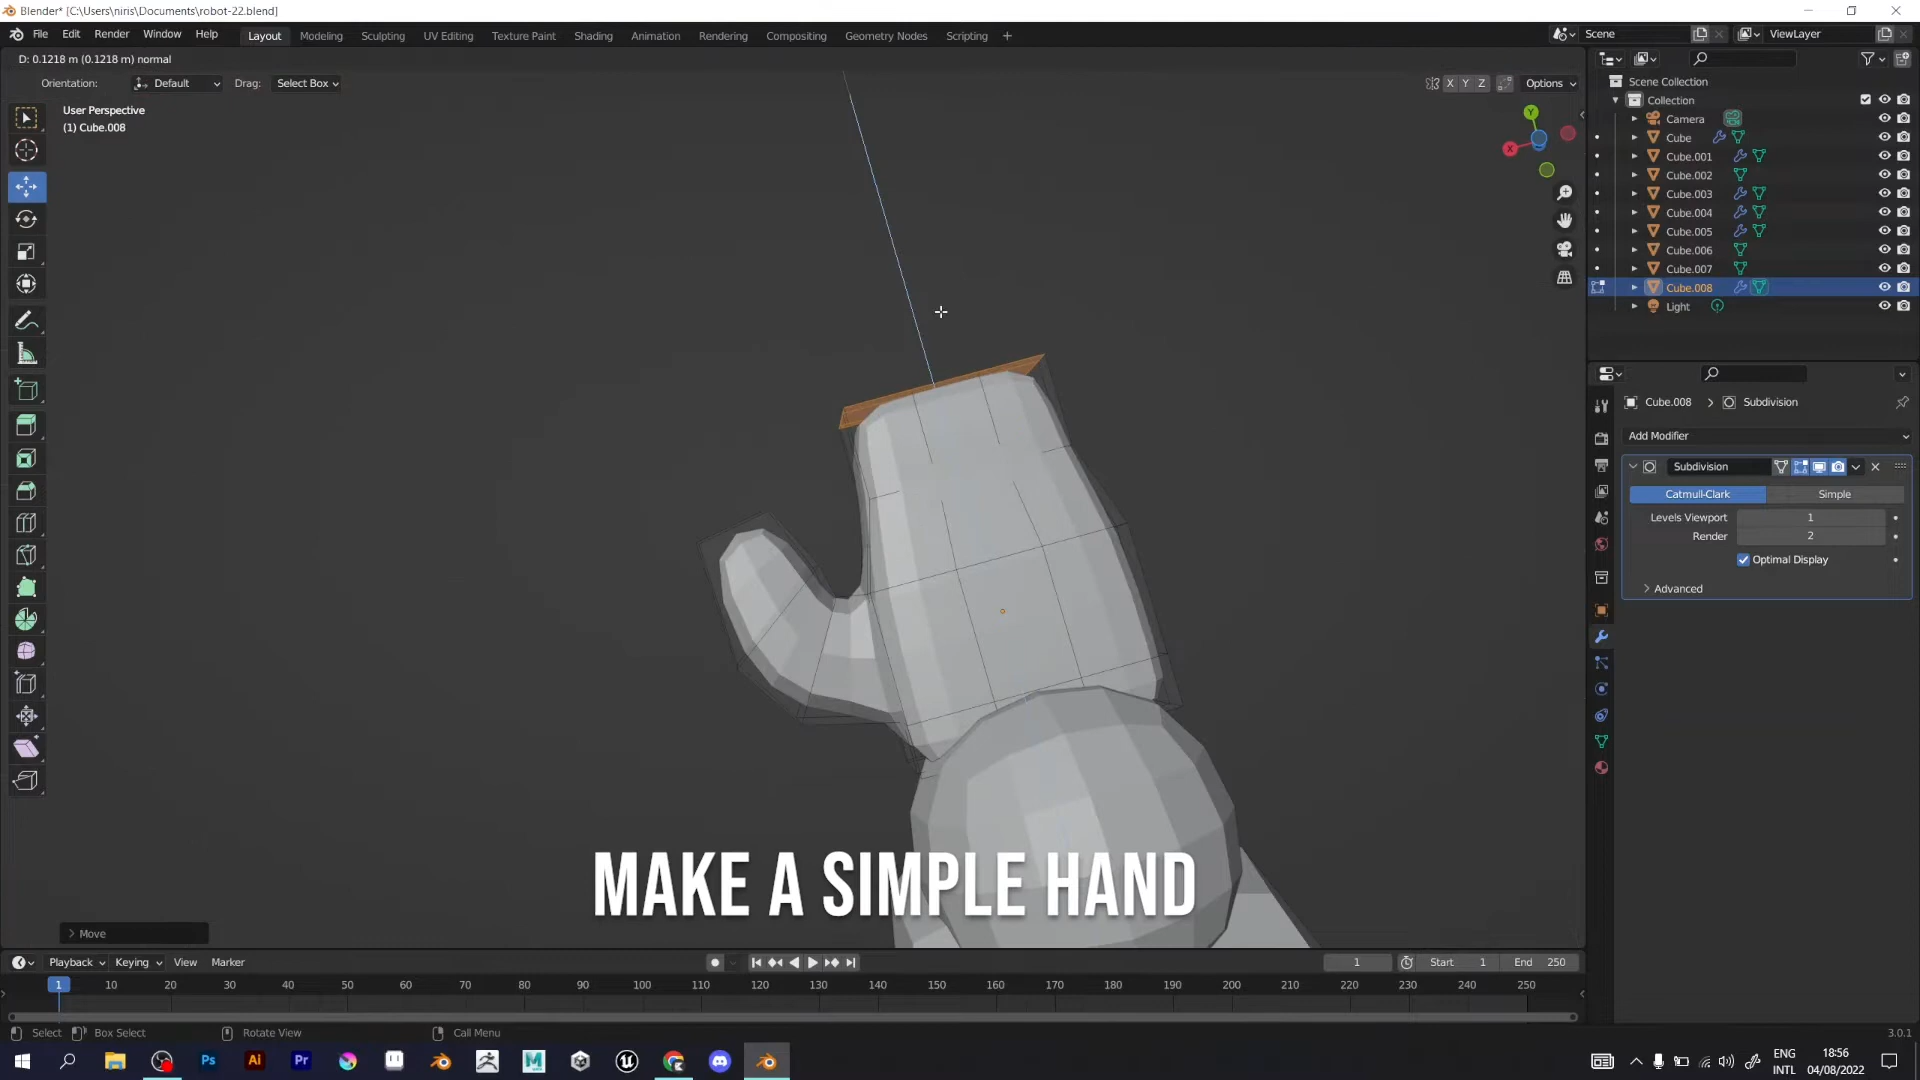 Blender* [C:\Users\niris\Documents\robot-22.blend]
File Edit Render Window Help
Layout Modeling Sculpting UV Editing Texture Paint Shading Animation Rendering Compositing Geometry Nodes Scripting +
Scene
ViewLayer
D: 0.1218 m (0.1218 m) normal
Orientation: Default Drag: Select Box
X Y Z Options
User Perspective
(1) Cube.008
Y
X
Scene Collection
Collection
Camera
Cube
Cube.001
Cube.002
Cube.003
Cube.004
Cube.005
Cube.006
Cube.007
Cube.008
Light
Cube.008 > Subdivision
Add Modifier
Subdivision
Catmull-Clark Simple
Levels Viewport 1
Render 2
Optimal Display
> Advanced
MAKE A SIMPLE HAND
> Move
Playback Keying View Marker
1 Start 1 End 250
1 10 20 30 40 50 60 70 80 90 100 110 120 130 140 150 160 170 180 190 200 210 220 230 240 250
Select Box Select Rotate View Call Menu
3.0.1
Ps Ai Pr M
ENG
INTL
18:56
04/08/2022